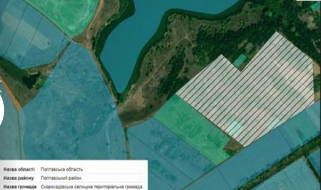 Назва області Полтавська область
Назва району Полтавський район
Назва громади Скороходівська селищна територіальна громада